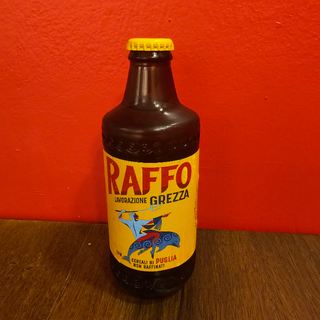 RAFFO
LAVORAZIONE GREZZA
CEREALI DI PUGLIA
NON RAFFINATI